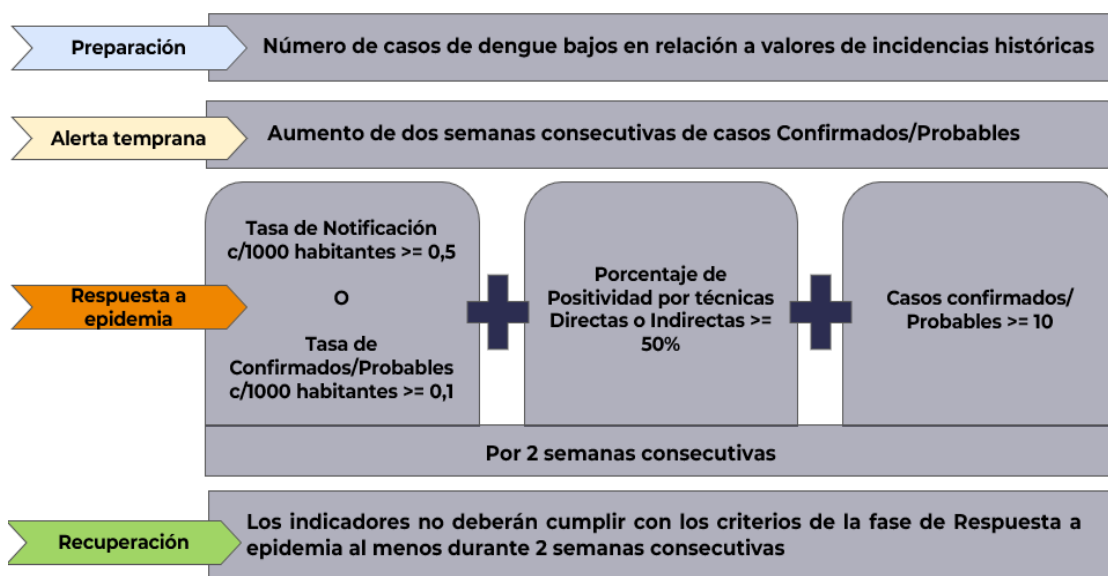 Preparación
Número de casos de dengue bajos en relación a valores de incidencias históricas
Alerta temprana
Aumento de dos semanas consecutivas de casos Confirmados/Probables
Respuesta a
epidemia
Tasa de Notificación
c/1000 habitantes >= 0,5
O
Tasa de
Confirmados/Probables
c/1000 habitantes >= 0,1
Porcentaje de
Positividad por técnicas
Directas o Indirectas >=
50%
Casos confirmados/
Probables >= 10
Por 2 semanas consecutivas
Recuperación
Los indicadores no deberán cumplir con los criterios de la fase de Respuesta a
epidemia al menos durante 2 semanas consecutivas